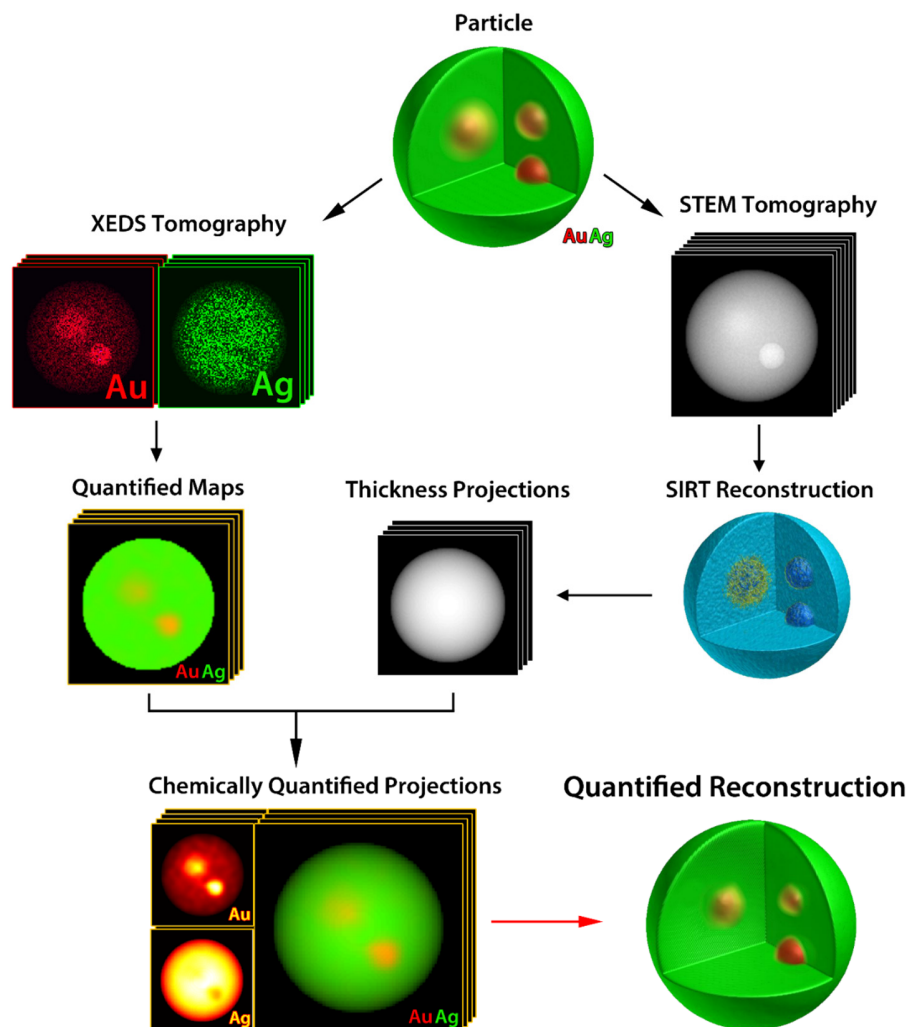 Particle
AuAg
XEDS Tomography
STEM Tomography
Au
Ag
Quantified Maps
Thickness Projections
SIRT Reconstruction
AuAg
Chemically Quantified Projections
Quantified Reconstruction
Au
Ag
AuAg